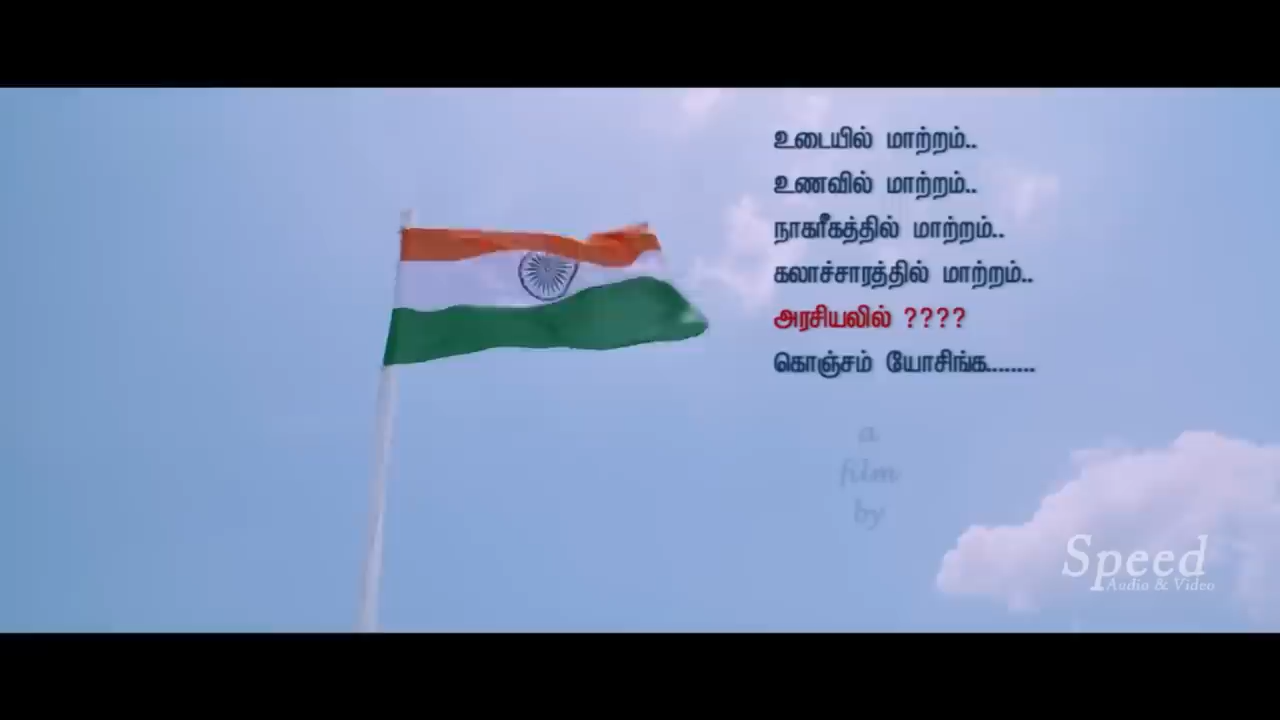 உடையில் மாற்றம்..
உணவில் மாற்றம்..
நாகரீகத்தில் மாற்றம்..
கலாச்சாரத்தில் மாற்றம்..
அரசியலில் ????
கொஞ்சம் யோசிங்க........
a
film
by
Speed
Audio & Video